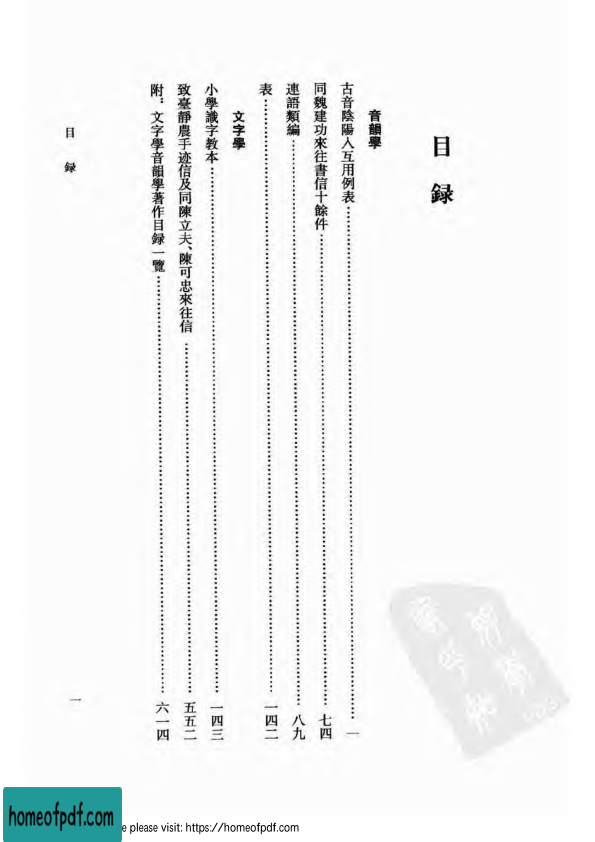 目录
音韻學
古音陰陽入互用例表……一
同魏建功來往書信十餘件……七四
連語類編……八九
表……一四二
文字學
小學識字教本……一四三
致臺靜農手迹信及同陳立夫、陳可忠來往信……五五二
附：文字學音韻學著作目録一覽……六一四
目录
一
homeofpdf.com
e please visit: https://homeofpdf.com